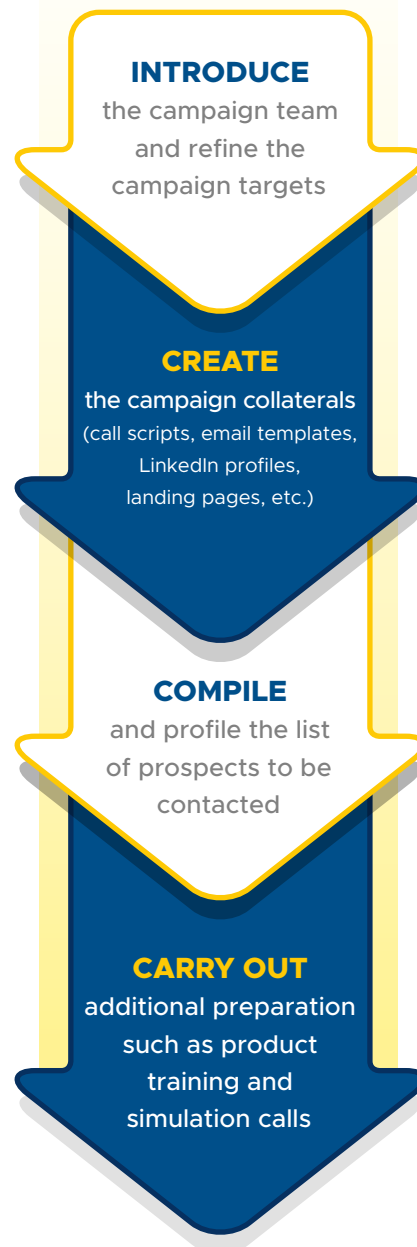 INTRODUCE
the campaign team
and refine the
campaign targets
CREATE
the campaign collaterals
(call scripts, email templates,
LinkedIn profiles,
landing pages, etc.)
COMPILE
and profile the list
of prospects to be
contacted
CARRY OUT
additional preparation
such as product
training and
simulation calls